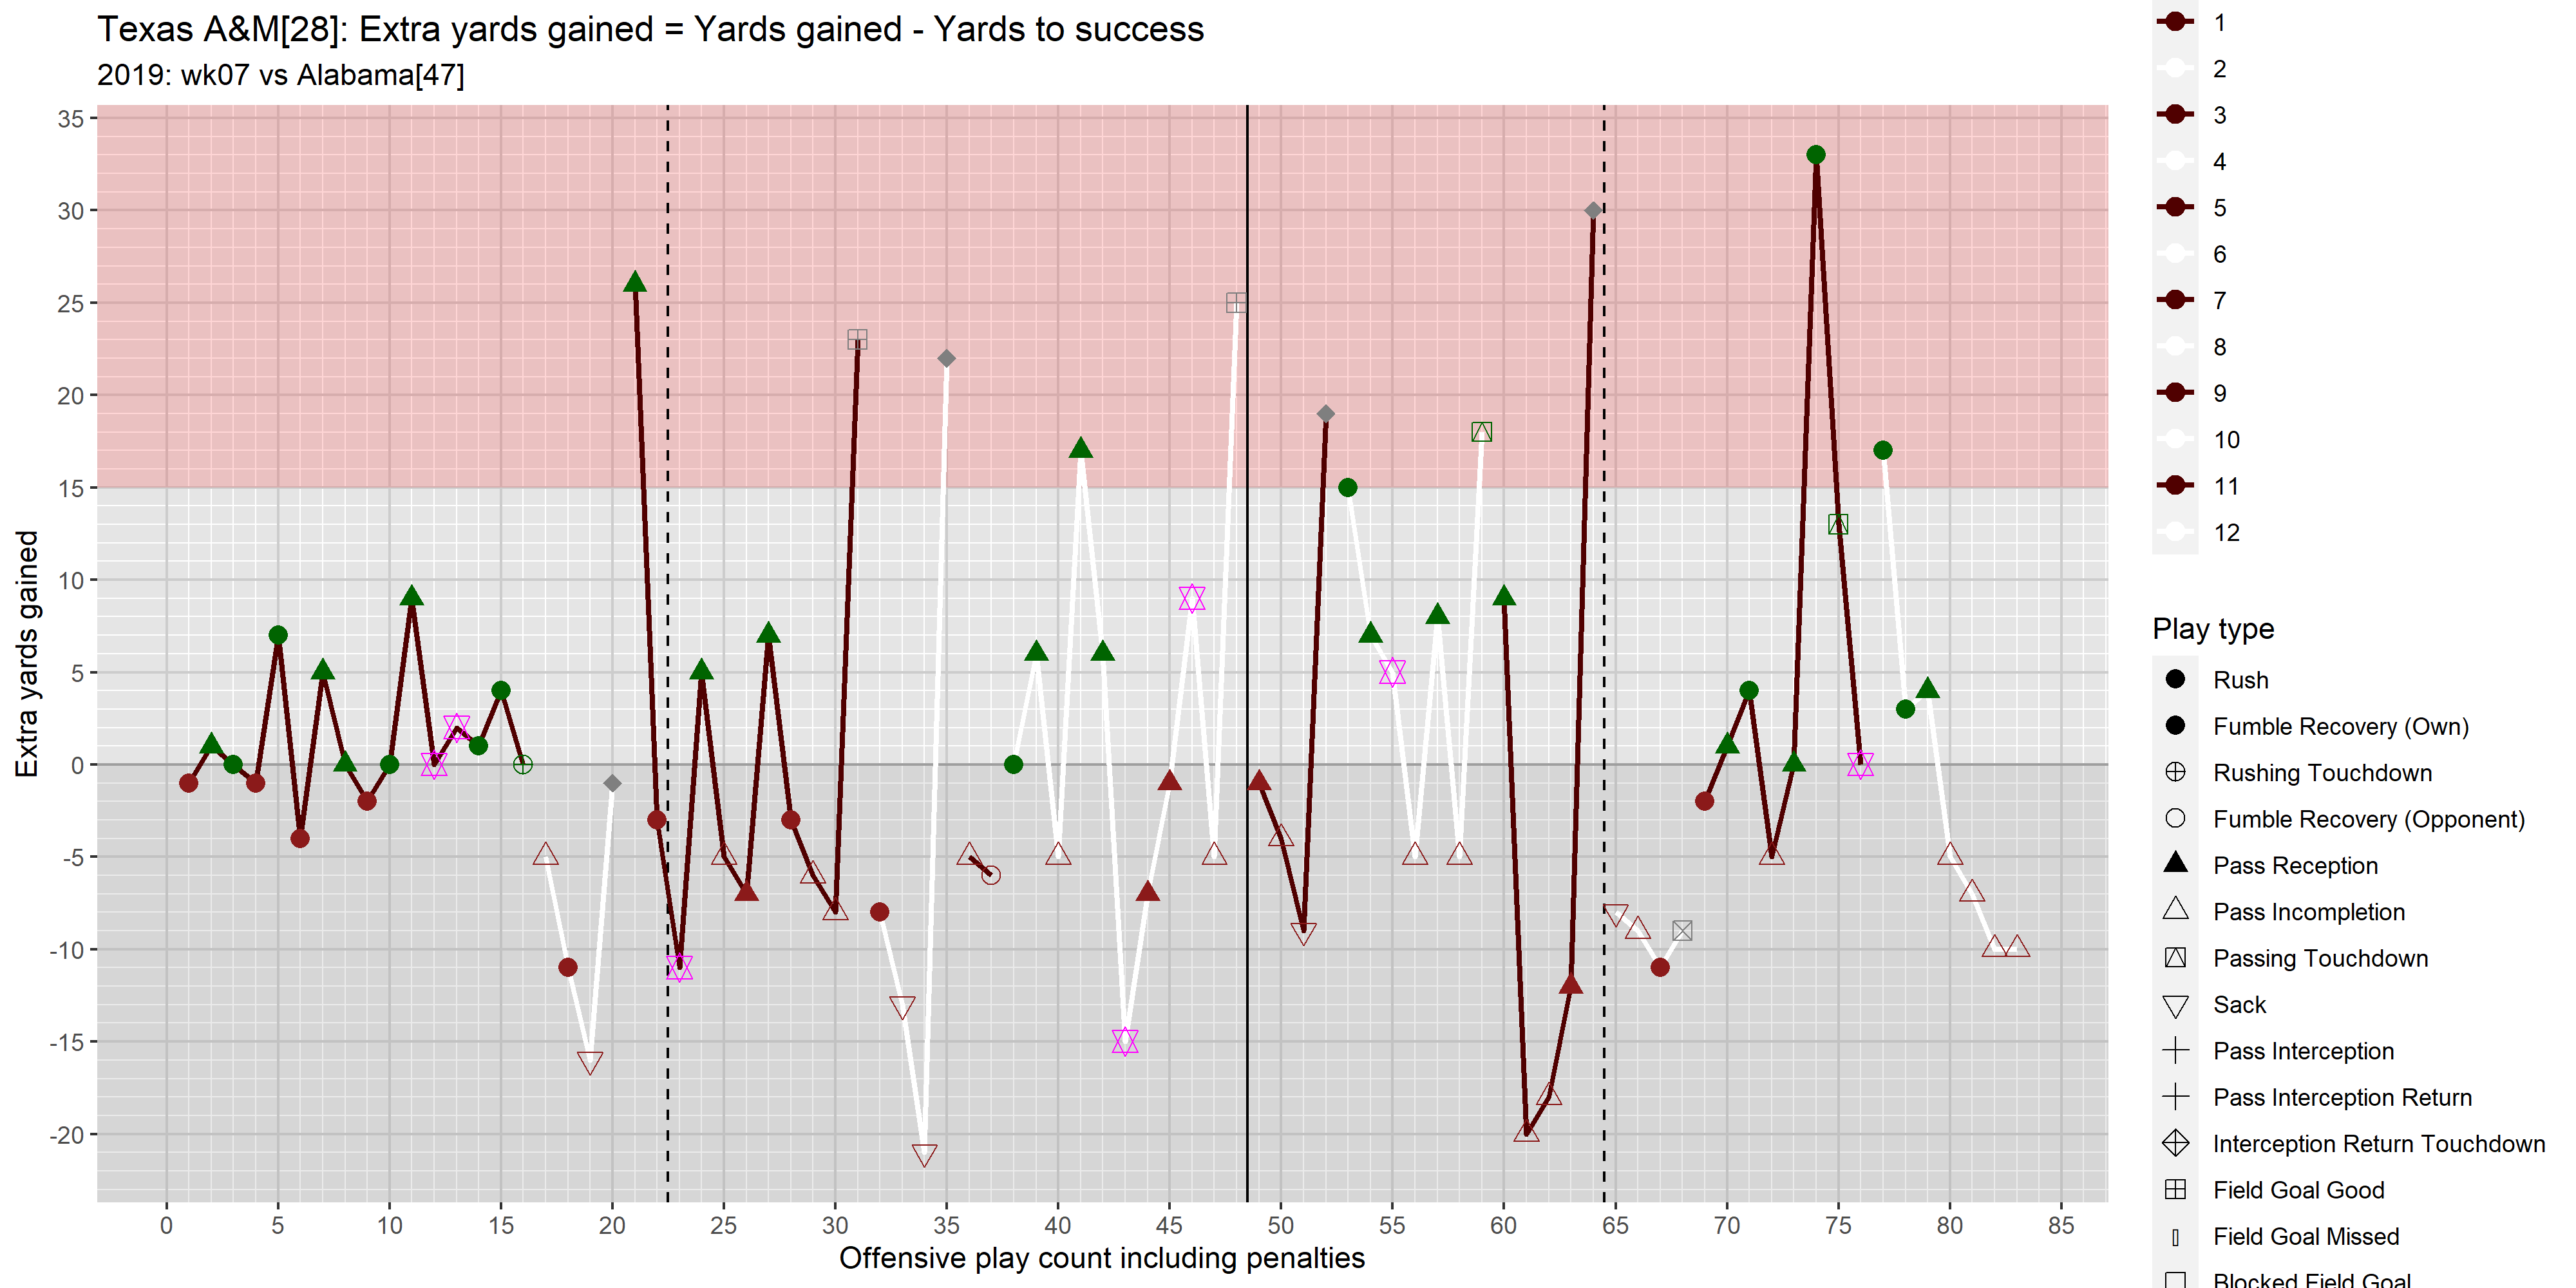 Texas A&M[28]: Extra yards gained = Yards gained - Yards to success
2019: wk07 vs Alabama[47]
Extra yards gained
35
30
25
20
15
10
5
0
-5
-10
-15
-20
0 5 10 15 20 25 30 35 40 45 50 55 60 65 70 75 80 85
Offensive play count including penalties
1
2
3
4
5
6
7
8
9
10
11
12
Play type
Rush
Fumble Recovery (Own)
Rushing Touchdown
Fumble Recovery (Opponent)
Pass Reception
Pass Incompletion
Passing Touchdown
Sack
Pass Interception
Pass Interception Return
Interception Return Touchdown
Field Goal Good
Field Goal Missed
Blocked Field Goal